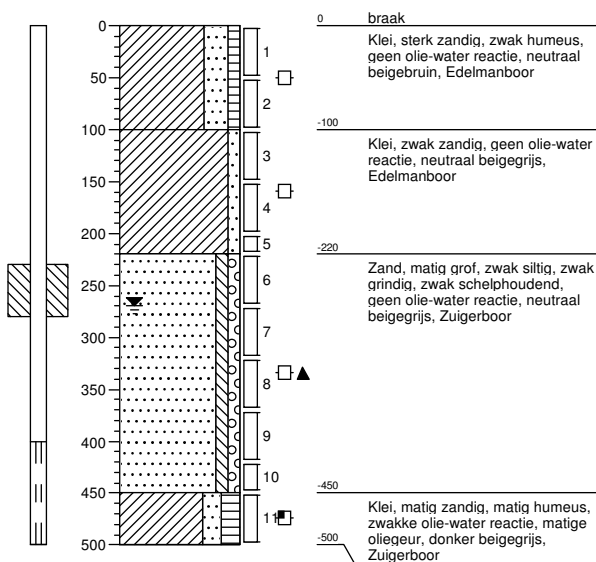 0
50
100
150
200
250
300
350
400
450
500
1
2
3
4
5
6
7
8
9
10
11
0 braak
Klei, sterk zandig, zwak humeus,
geen olie-water reactie, neutraal
beigebruin, Edelmanboor
-100
Klei, zwak zandig, geen olie-water
reactie, neutraal beigegrijs,
Edelmanboor
-220
Zand, matig grof, zwak siltig, zwak
grindig, zwak schelphoudend,
geen olie-water reactie, neutraal
beigegrijs, Zuigerboor
-450
Klei, matig zandig, matig humeus,
zwakke olie-water reactie, matige
oliegeur, donker beigegrijs,
Zuigerboor
-500